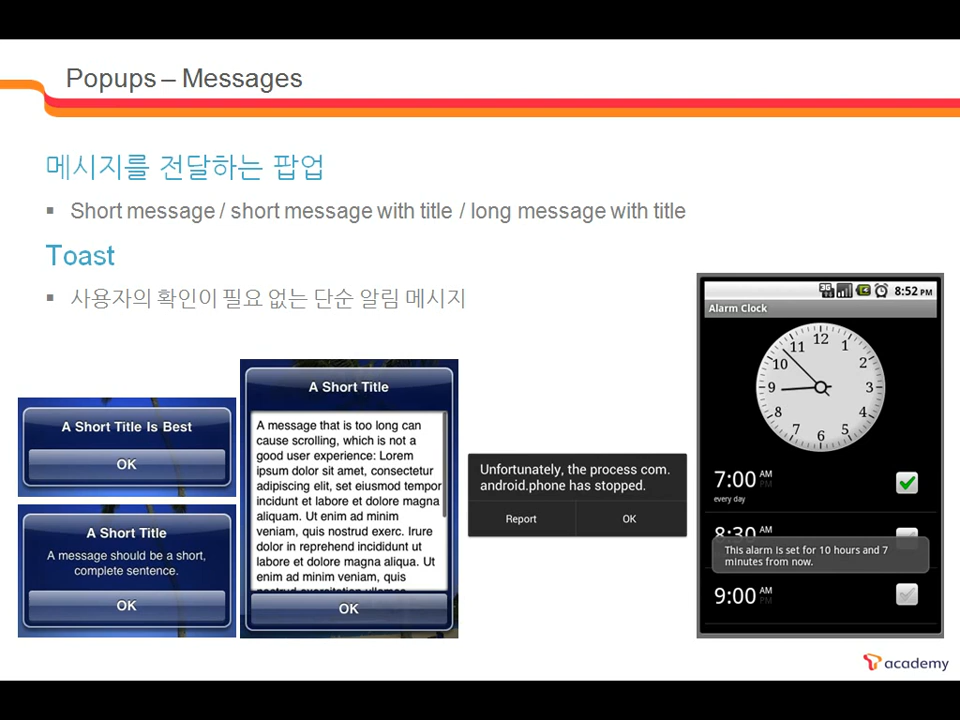 Popups – Messages
메시지를 전달하는 팝업
▪ Short message / short message with title / long message with title
Toast
▪ 사용자의 확인이 필요 없는 단순 알림 메시지
A Short Title Is Best
OK
A Short Title
A message should be a short,
complete sentence.
OK
A Short Title
A message that is too long can
cause scrolling, which is not a
good user experience: Lorem
ipsum dolor sit amet, consectetur
adipiscing elit, set eiusmod tempor
incidunt et labore et dolore magna
aliquam. Ut enim ad minim
veniam, quis nostrud exerc. Irure
dolor in reprehend incididunt ut
labore et dolore magna aliqua. Ut
enim ad minim veniam, quis
OK
Unfortunately, the process com.
android.phone has stopped.
Report
OK
3G
8:52 PM
Alarm Clock
12
1
2
3
4
5
6
7
8
9
10
11
7:00 AM
PM
every day
8:30 AM
This alarm is set for 10 hours and 7
minutes from now.
9:00 AM
PM
T academy